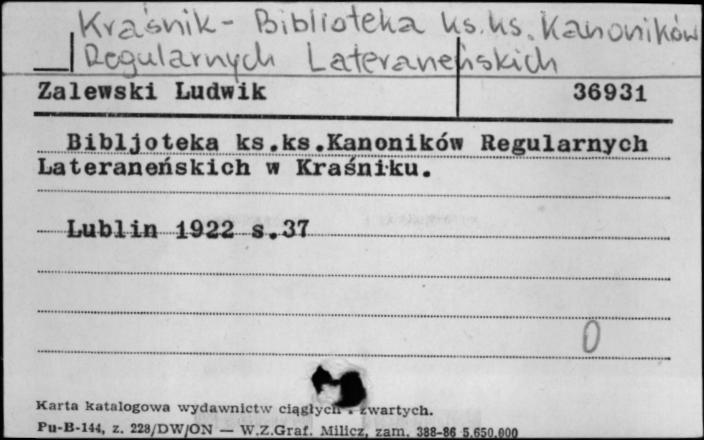 Kraśnik - Biblioteka ks.ks. Kanoników
Regularnych Lateraneńskich
Zalewski Ludwik 36931
Bibljoteka ks.ks.Kanoników Regularnych
Lateraneńskich w Kraśniku.
Lublin 1922 s.37
0
Karta katalogowa wydawnictw ciągłych i zwartych.
Pu-B-144, z. 228/DW/ON — W.Z.Graf. Milicz, zam. 388-86 5.650.000